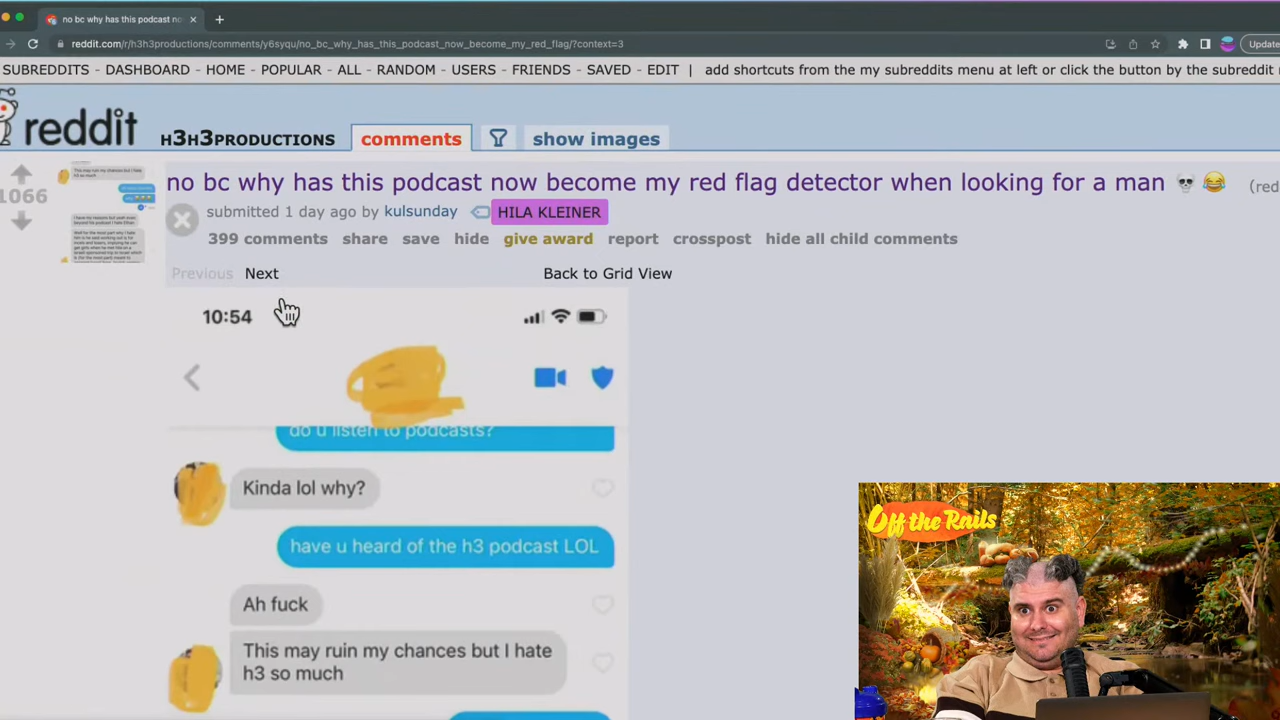 no bc why has this podcast no
reddit.com/r/h3h3productions/comments/y6syqu/no_bc_why_has_this_podcast_now_become_my_red_flag/?context=3
Update
SUBREDDITS - DASHBOARD - HOME - POPULAR - ALL - RANDOM - USERS - FRIENDS - SAVED - EDIT | add shortcuts from the my subreddits menu at left or click the button by the subreddit
reddit H3H3PRODUCTIONS comments show images
no bc why has this podcast now become my red flag detector when looking for a man 💀 😂 (red
1066
submitted 1 day ago by kulsunday HILA KLEINER
399 comments share save hide give award report crosspost hide all child comments
Previous Next Back to Grid View
10:54
do u listen to podcasts?
Kinda lol why?
have u heard of the h3 podcast LOL
Ah fuck
This may ruin my chances but I hate
h3 so much
Off the Rails